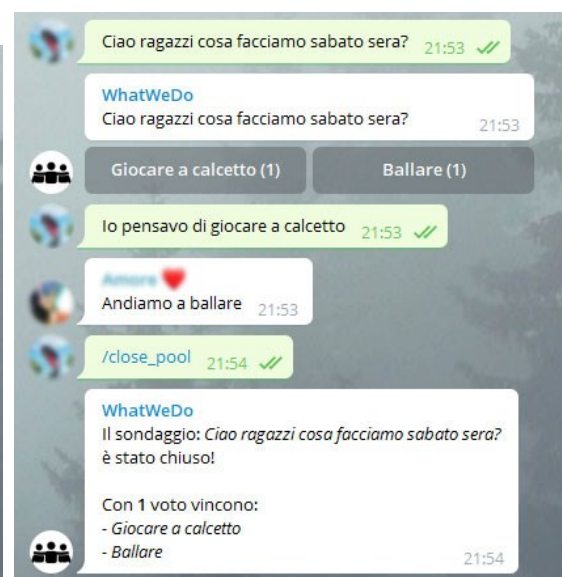 Ciao ragazzi cosa facciamo sabato sera? 21:53
WhatWeDo
Ciao ragazzi cosa facciamo sabato sera?
21:53
Giocare a calcetto (1) Ballare (1)
Io pensavo di giocare a calcetto 21:53
Amore ❤️
Andiamo a ballare 21:53
/close_pool 21:54
WhatWeDo
Il sondaggio: Ciao ragazzi cosa facciamo sabato sera?
è stato chiuso!
Con 1 voto vincono:
- Giocare a calcetto
- Ballare
21:54